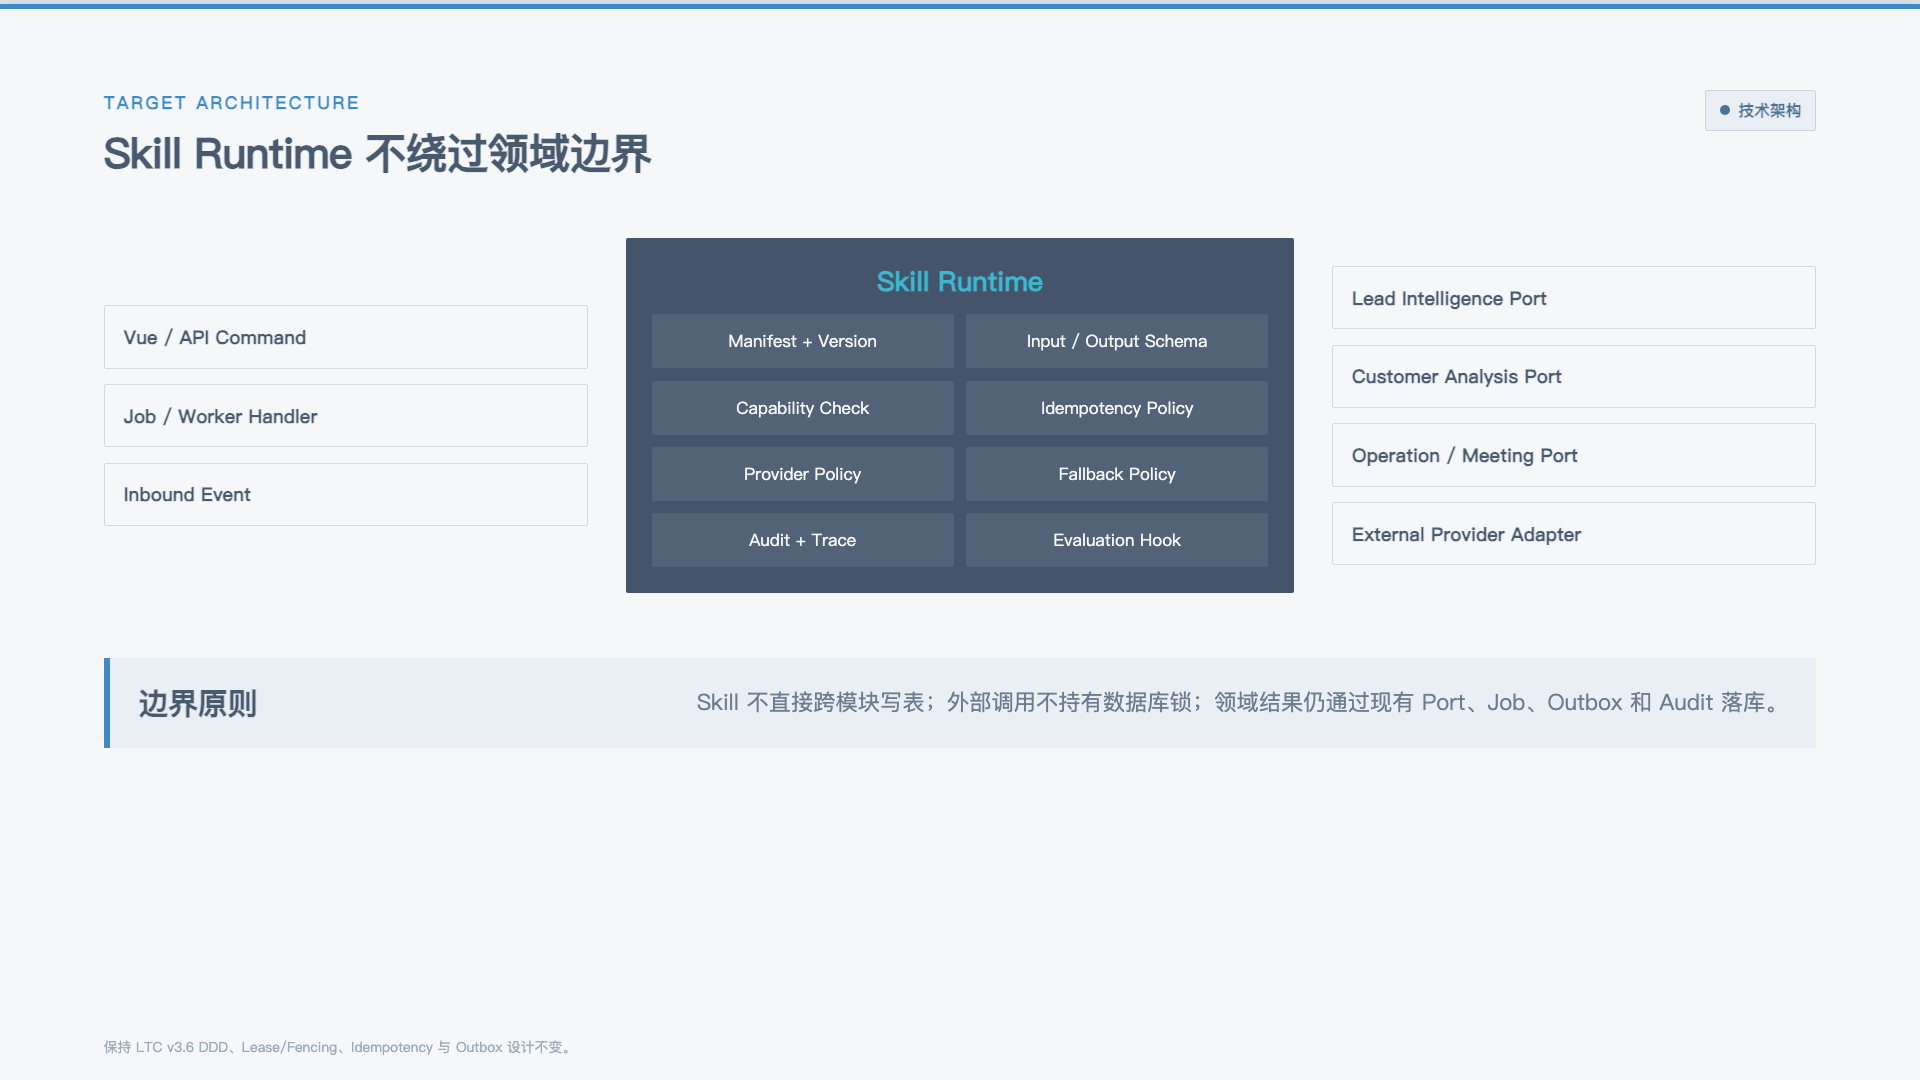 TARGET ARCHITECTURE
Skill Runtime 不绕过领域边界
技术架构
Vue / API Command
Job / Worker Handler
Inbound Event
Skill Runtime
Manifest + Version
Input / Output Schema
Capability Check
Idempotency Policy
Provider Policy
Fallback Policy
Audit + Trace
Evaluation Hook
Lead Intelligence Port
Customer Analysis Port
Operation / Meeting Port
External Provider Adapter
边界原则
Skill 不直接跨模块写表；外部调用不持有数据库锁；领域结果仍通过现有 Port、Job、Outbox 和 Audit 落库。
保持 LTC v3.6 DDD、Lease/Fencing、Idempotency 与 Outbox 设计不变。